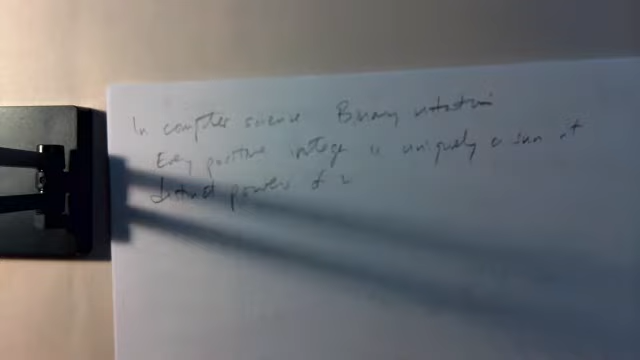 In computer science Binary notation
Every positive integer is uniquely a sum of
distinct powers of 2